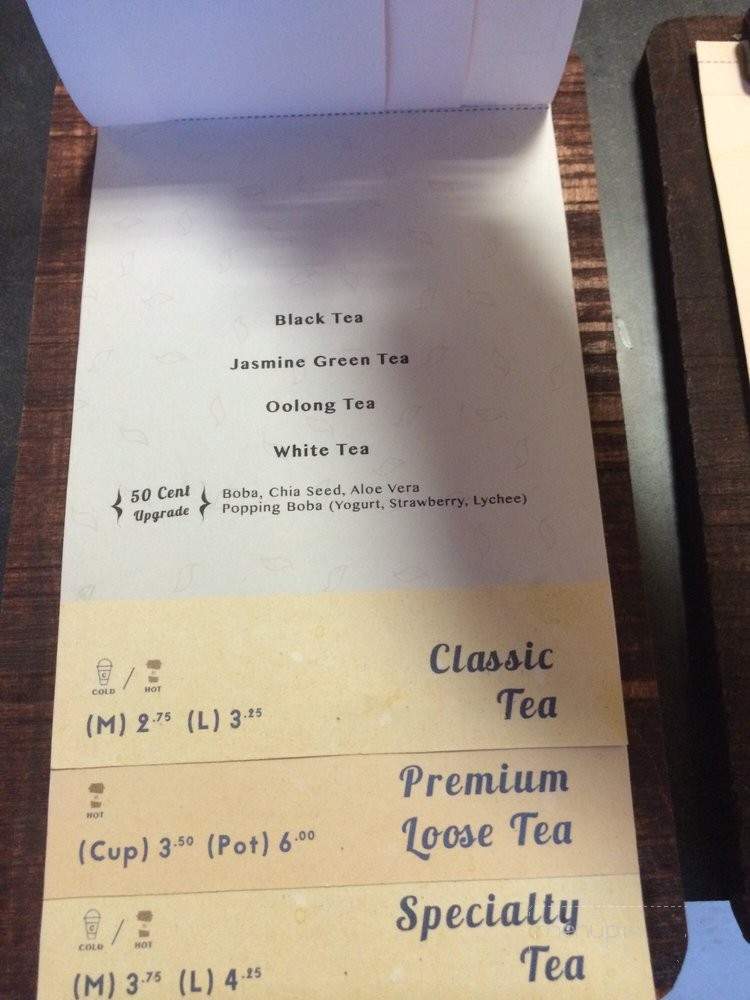 Black Tea
Jasmine Green Tea
Oolong Tea
White Tea
50 Cent
Upgrade
Boba, Chia Seed, Aloe Vera
Popping Boba (Yogurt, Strawberry, Lychee)
Classic
Tea
COLD / HOT
(M) 2.75 (L) 3.25
Premium
Loose Tea
HOT
(Cup) 3.50 (Pot) 6.00
Specialty
Tea
COLD / HOT
(M) 3.75 (L) 4.25